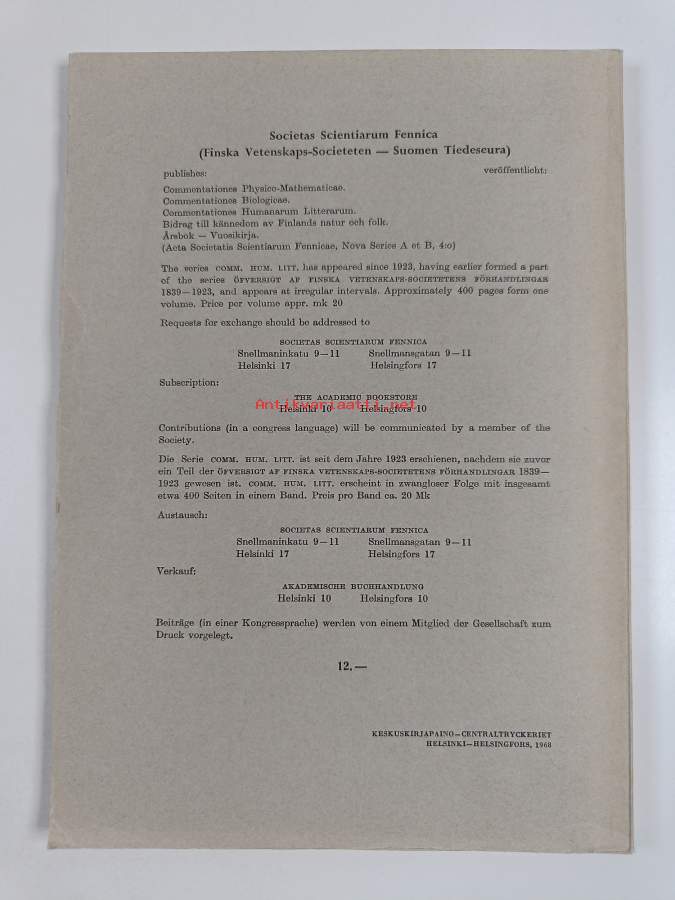 Societas Scientiarum Fennica
(Finska Vetenskaps-Societeten — Suomen Tiedeseura)
publishes: veröffentlicht:
Commentationes Physico-Mathematicae.
Commentationes Biologicae.
Commentationes Humanarum Litterarum.
Bidrag till kännedom av Finlands natur och folk.
Årsbok — Vuosikirja.
(Acta Societatis Scientiarum Fennicae, Nova Series A et B, 4:o)
The series COMM. HUM. LITT. has appeared since 1923, having earlier formed a part
of the series ÖFVERSIGT AF FINSKA VETENSKAPS-SOCIETETENS FÖRHANDLINGAR
1839—1923, and appears at irregular intervals. Approximately 400 pages form one
volume. Price per volume appr. mk 20
Requests for exchange should be addressed to
SOCIETAS SCIENTIARUM FENNICA
Snellmaninkatu 9—11 Snellmansgatan 9—11
Helsinki 17 Helsingfors 17
Subscription:
THE ACADEMIC BOOKSTORE
Antikvariaatti.net
Helsinki 10 Helsingfors 10
Contributions (in a congress language) will be communicated by a member of the
Society.
Die Serie COMM. HUM. LITT. ist seit dem Jahre 1923 erschienen, nachdem sie zuvor
ein Teil der ÖFVERSIGT AF FINSKA VETENSKAPS-SOCIETETENS FÖRHANDLINGAR 1839—
1923 gewesen ist. COMM. HUM. LITT. erscheint in zwangloser Folge mit insgesamt
etwa 400 Seiten in einem Band. Preis pro Band ca. 20 Mk
Austausch:
SOCIETAS SCIENTIARUM FENNICA
Snellmaninkatu 9—11 Snellmansgatan 9—11
Helsinki 17 Helsingfors 17
Verkauf:
AKADEMISCHE BUCHHANDLUNG
Helsinki 10 Helsingfors 10
Beiträge (in einer Kongressprache) werden von einem Mitglied der Gesellschaft zum
Druck vorgelegt.
12.—
KESKUSKIRJAPAINO—CENTRALTRYCKERIET
HELSINKI—HELSINGFORS, 1968